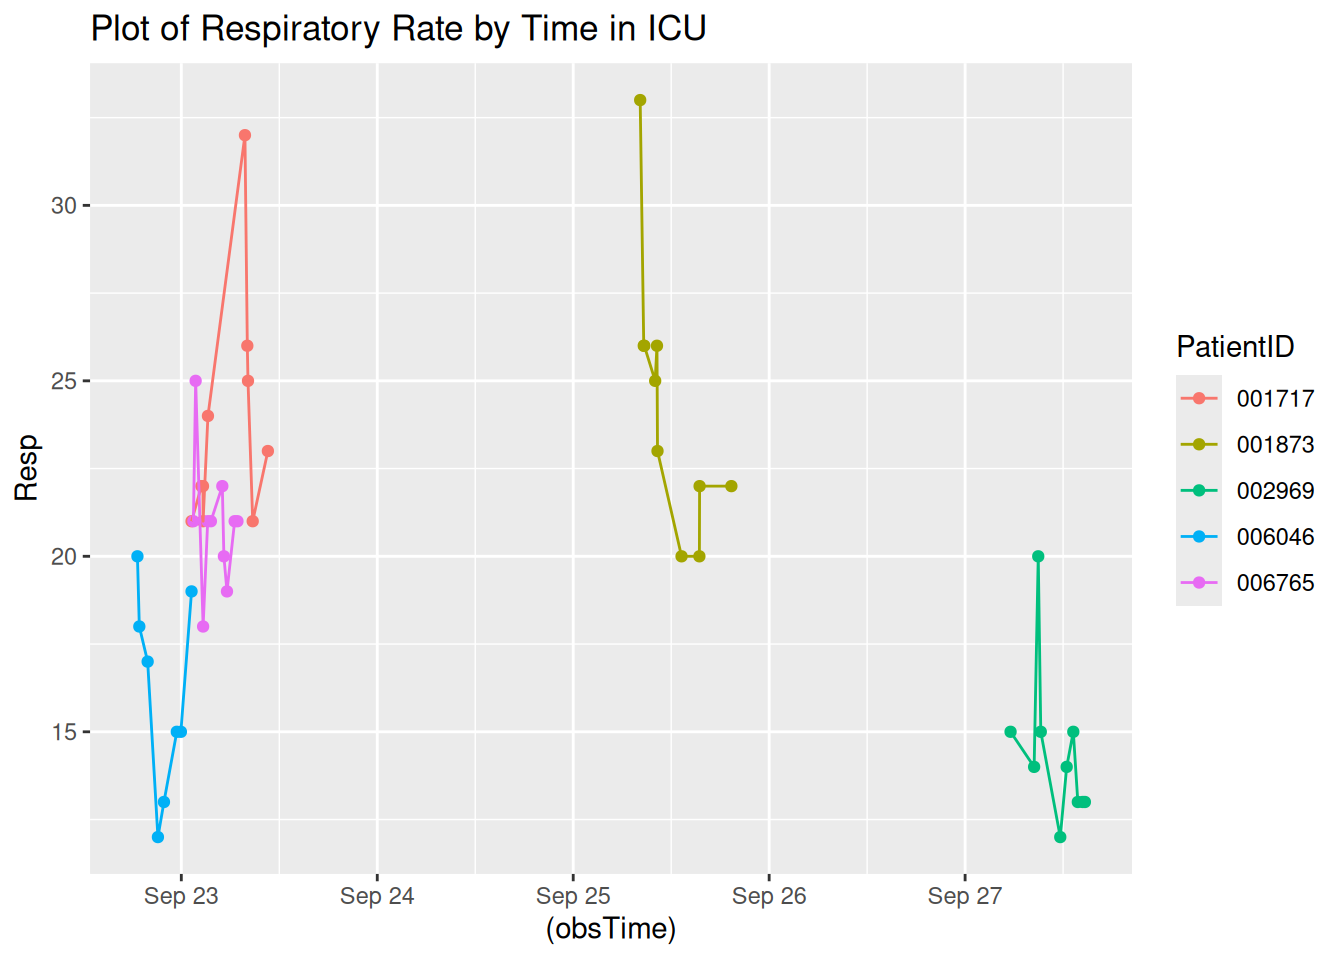 Plot of Respiratory Rate by Time in ICU
30
25
20
15
Resp
Sep 23 Sep 24 Sep 25 Sep 26 Sep 27
(obsTime)
PatientID
001717
001873
002969
006046
006765